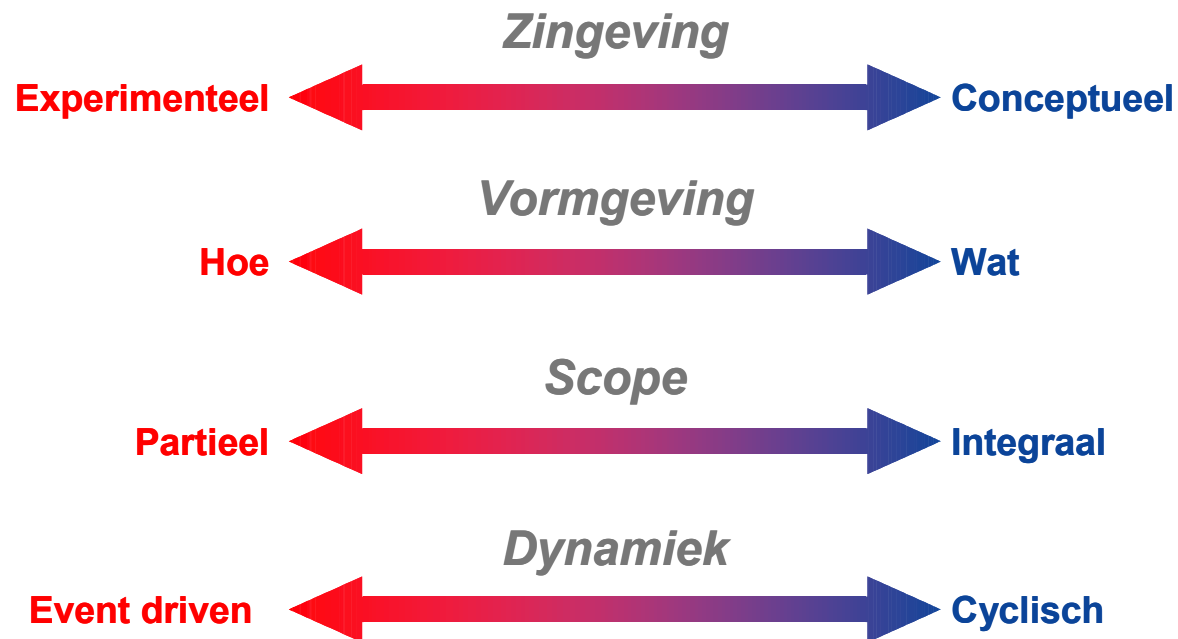 Zingeving
Experimenteel Conceptueel
Vormgeving
Hoe Wat
Scope
Partieel Integraal
Dynamiek
Event driven Cyclisch